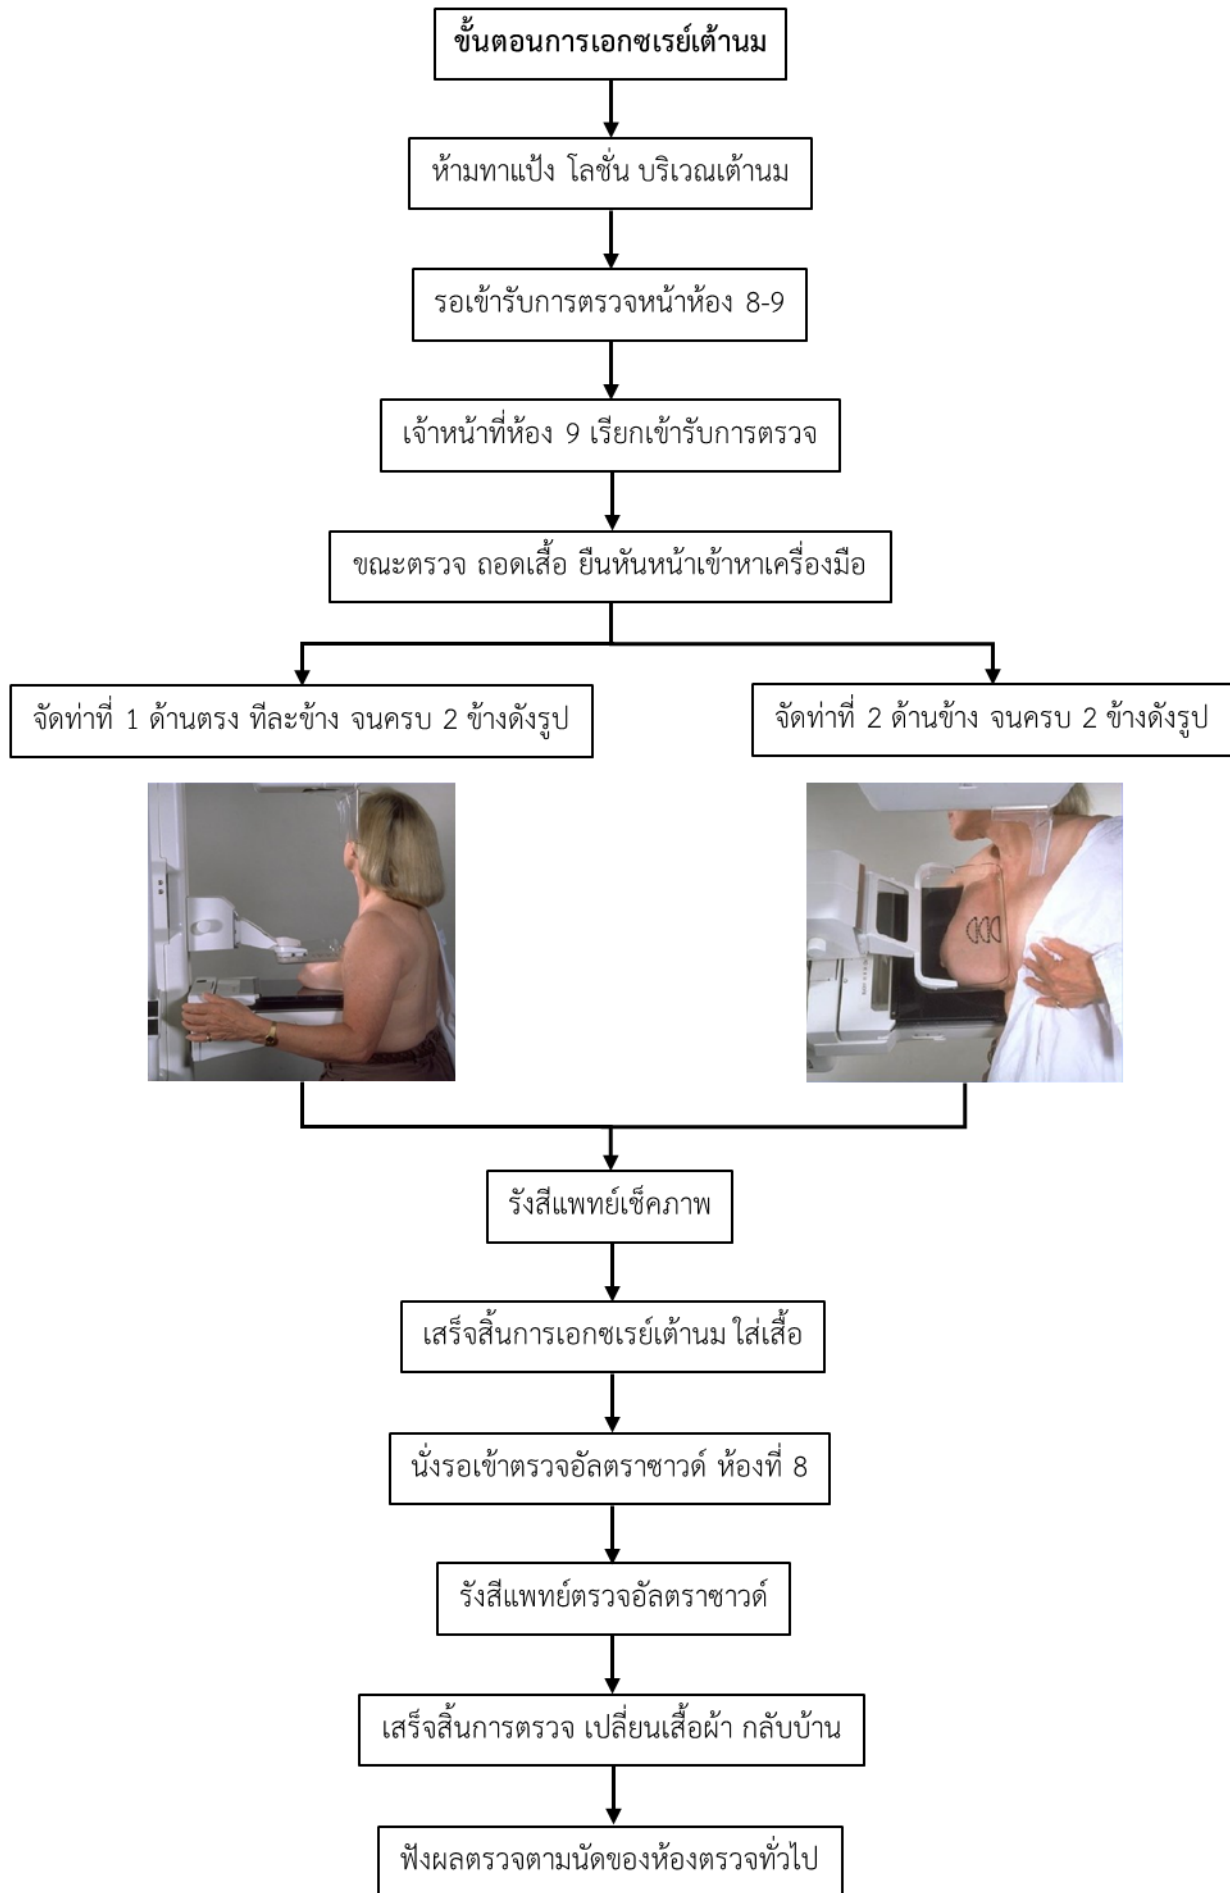 ขั้นตอนการเอกซเรย์เต้านม
ห้ามทาแป้ง โลชั่น บริเวณเต้านม
รอเข้ารับการตรวจหน้าห้อง 8-9
เจ้าหน้าที่ห้อง 9 เรียกเข้ารับการตรวจ
ขณะตรวจ ถอดเสื้อ ยืนหันหน้าเข้าหาเครื่องมือ
จัดท่าที่ 1 ด้านตรง ทีละข้าง จนครบ 2 ข้างดังรูป
จัดท่าที่ 2 ด้านข้าง จนครบ 2 ข้างดังรูป
รังสีแพทย์เช็คภาพ
เสร็จสิ้นการเอกซเรย์เต้านม ใส่เสื้อ
นั่งรอเข้าตรวจอัลตราซาวด์ ห้องที่ 8
รังสีแพทย์ตรวจอัลตราซาวด์
เสร็จสิ้นการตรวจ เปลี่ยนเสื้อผ้า กลับบ้าน
ฟังผลตรวจตามนัดของห้องตรวจทั่วไป